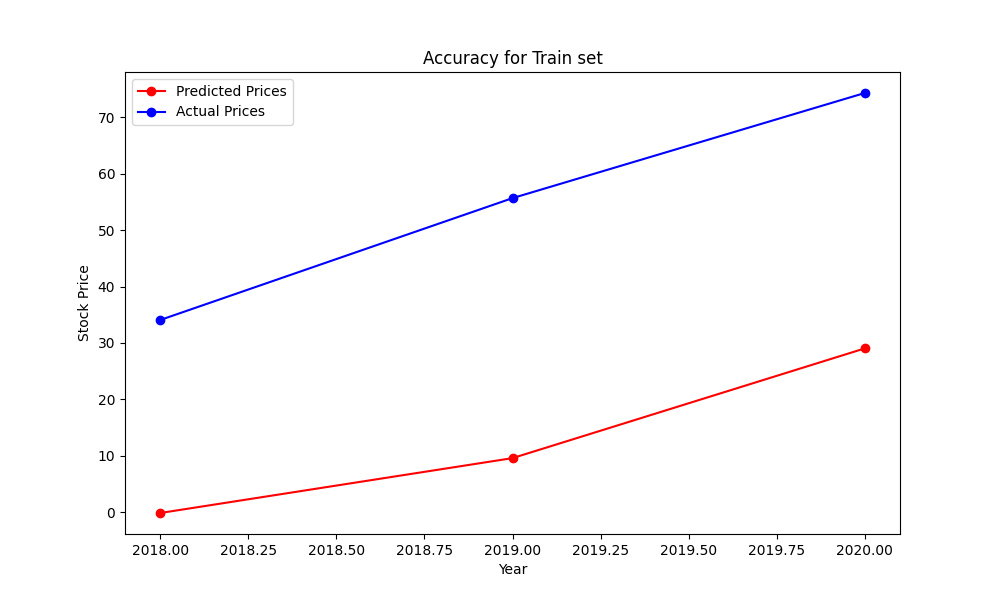 Accuracy for Train set
Predicted Prices
Actual Prices
70
60
50
40
30
20
10
0
Stock Price
2018.00 2018.25 2018.50 2018.75 2019.00 2019.25 2019.50 2019.75 2020.00
Year